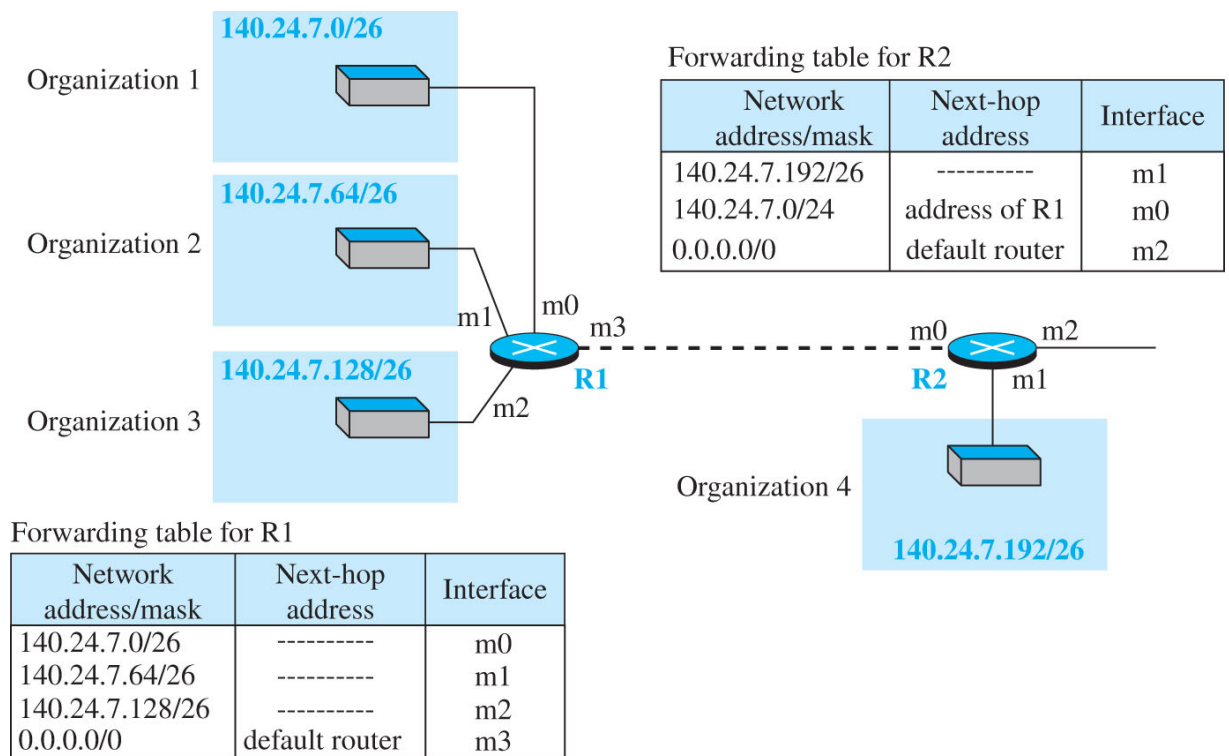 140.24.7.0/26
Organization 1
140.24.7.64/26
Organization 2
140.24.7.128/26
Organization 3
m0
m1
m2
m3
R1
Forwarding table for R2
Network address/mask	Next-hop address	Interface
140.24.7.192/26	----------	m1
140.24.7.0/24	address of R1	m0
0.0.0.0/0	default router	m2
m0
m2
R2
m1
Organization 4
140.24.7.192/26
Forwarding table for R1
Network address/mask	Next-hop address	Interface
140.24.7.0/26	----------	m0
140.24.7.64/26	----------	m1
140.24.7.128/26	----------	m2
0.0.0.0/0	default router	m3